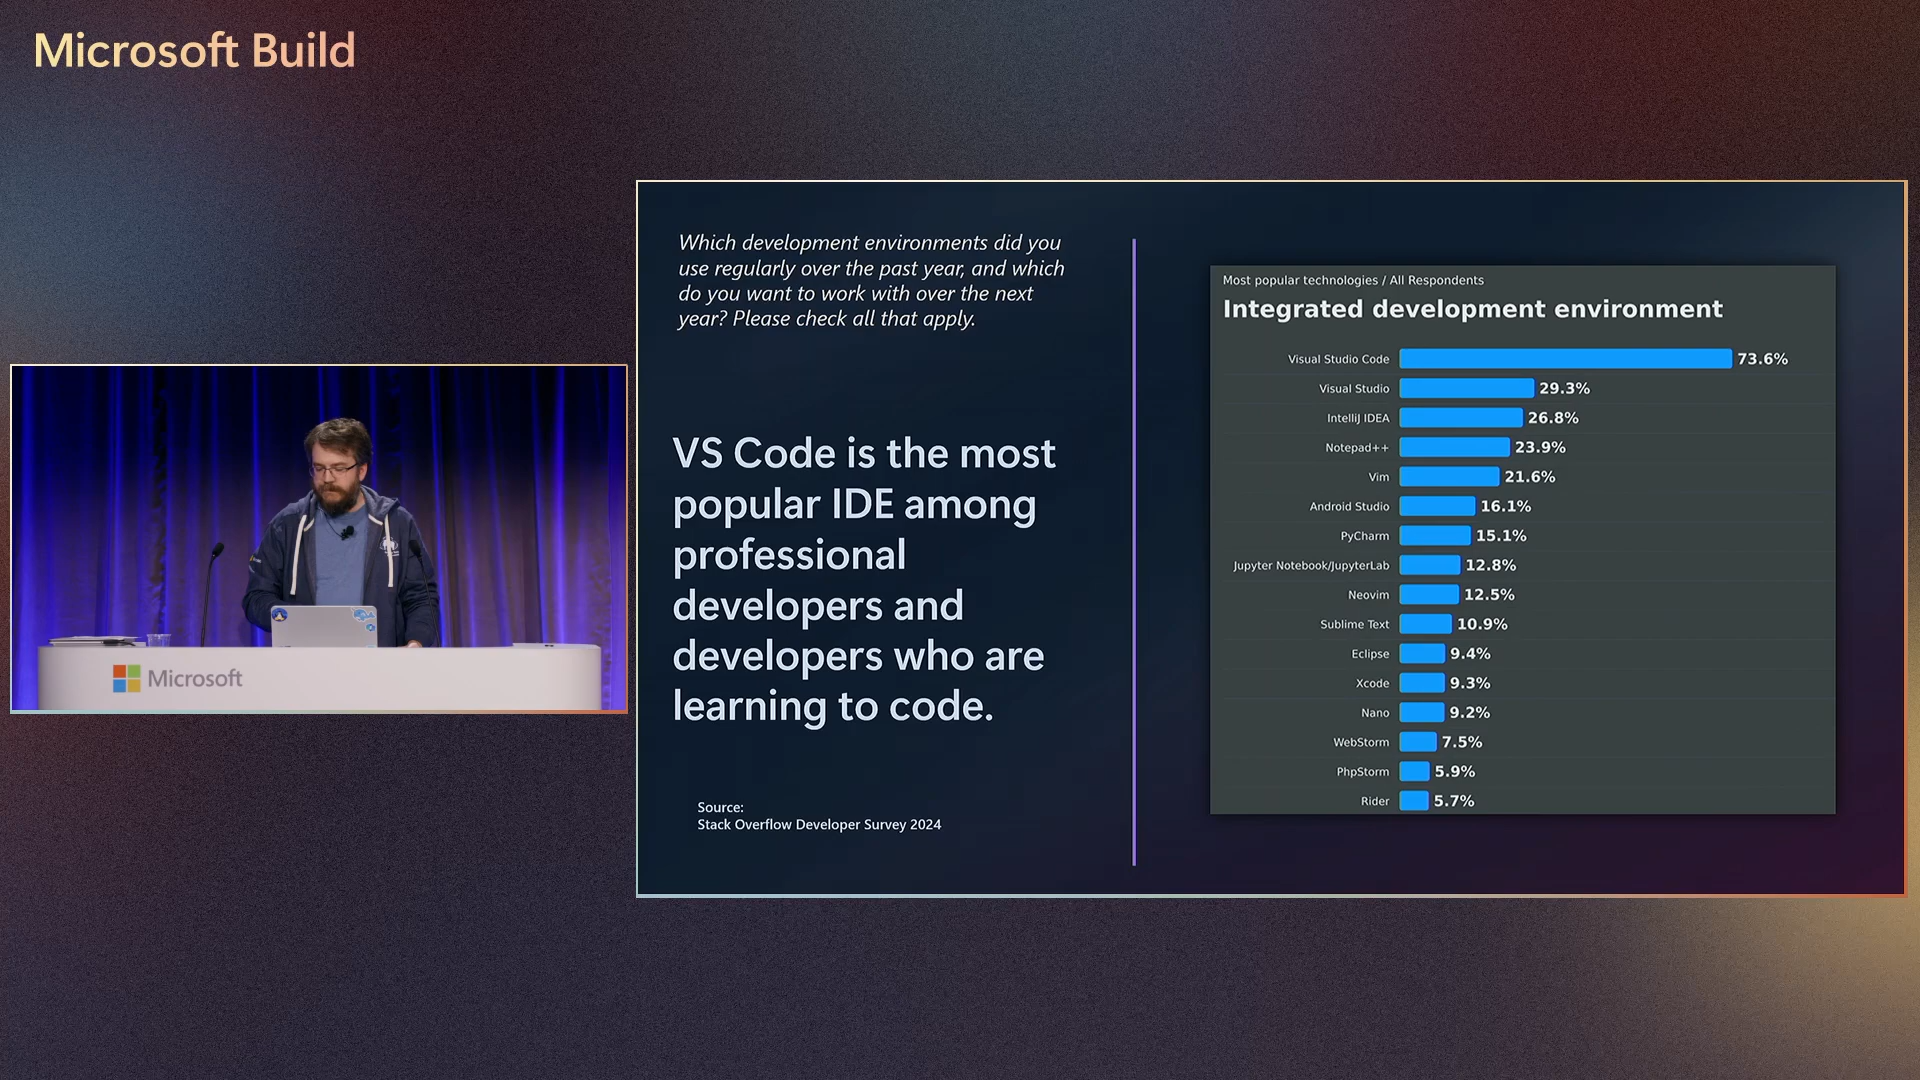 Microsoft Build
Which development environments did you
use regularly over the past year, and which
do you want to work with over the next
year? Please check all that apply.
VS Code is the most
popular IDE among
professional
developers and
developers who are
learning to code.
Source:
Stack Overflow Developer Survey 2024
Most popular technologies / All Respondents
Integrated development environment
Visual Studio Code 73.6%
Visual Studio 29.3%
IntelliJ IDEA 26.8%
Notepad++ 23.9%
Vim 21.6%
Android Studio 16.1%
PyCharm 15.1%
Jupyter Notebook/JupyterLab 12.8%
Neovim 12.5%
Sublime Text 10.9%
Eclipse 9.4%
Xcode 9.3%
Nano 9.2%
WebStorm 7.5%
PhpStorm 5.9%
Rider 5.7%
Microsoft